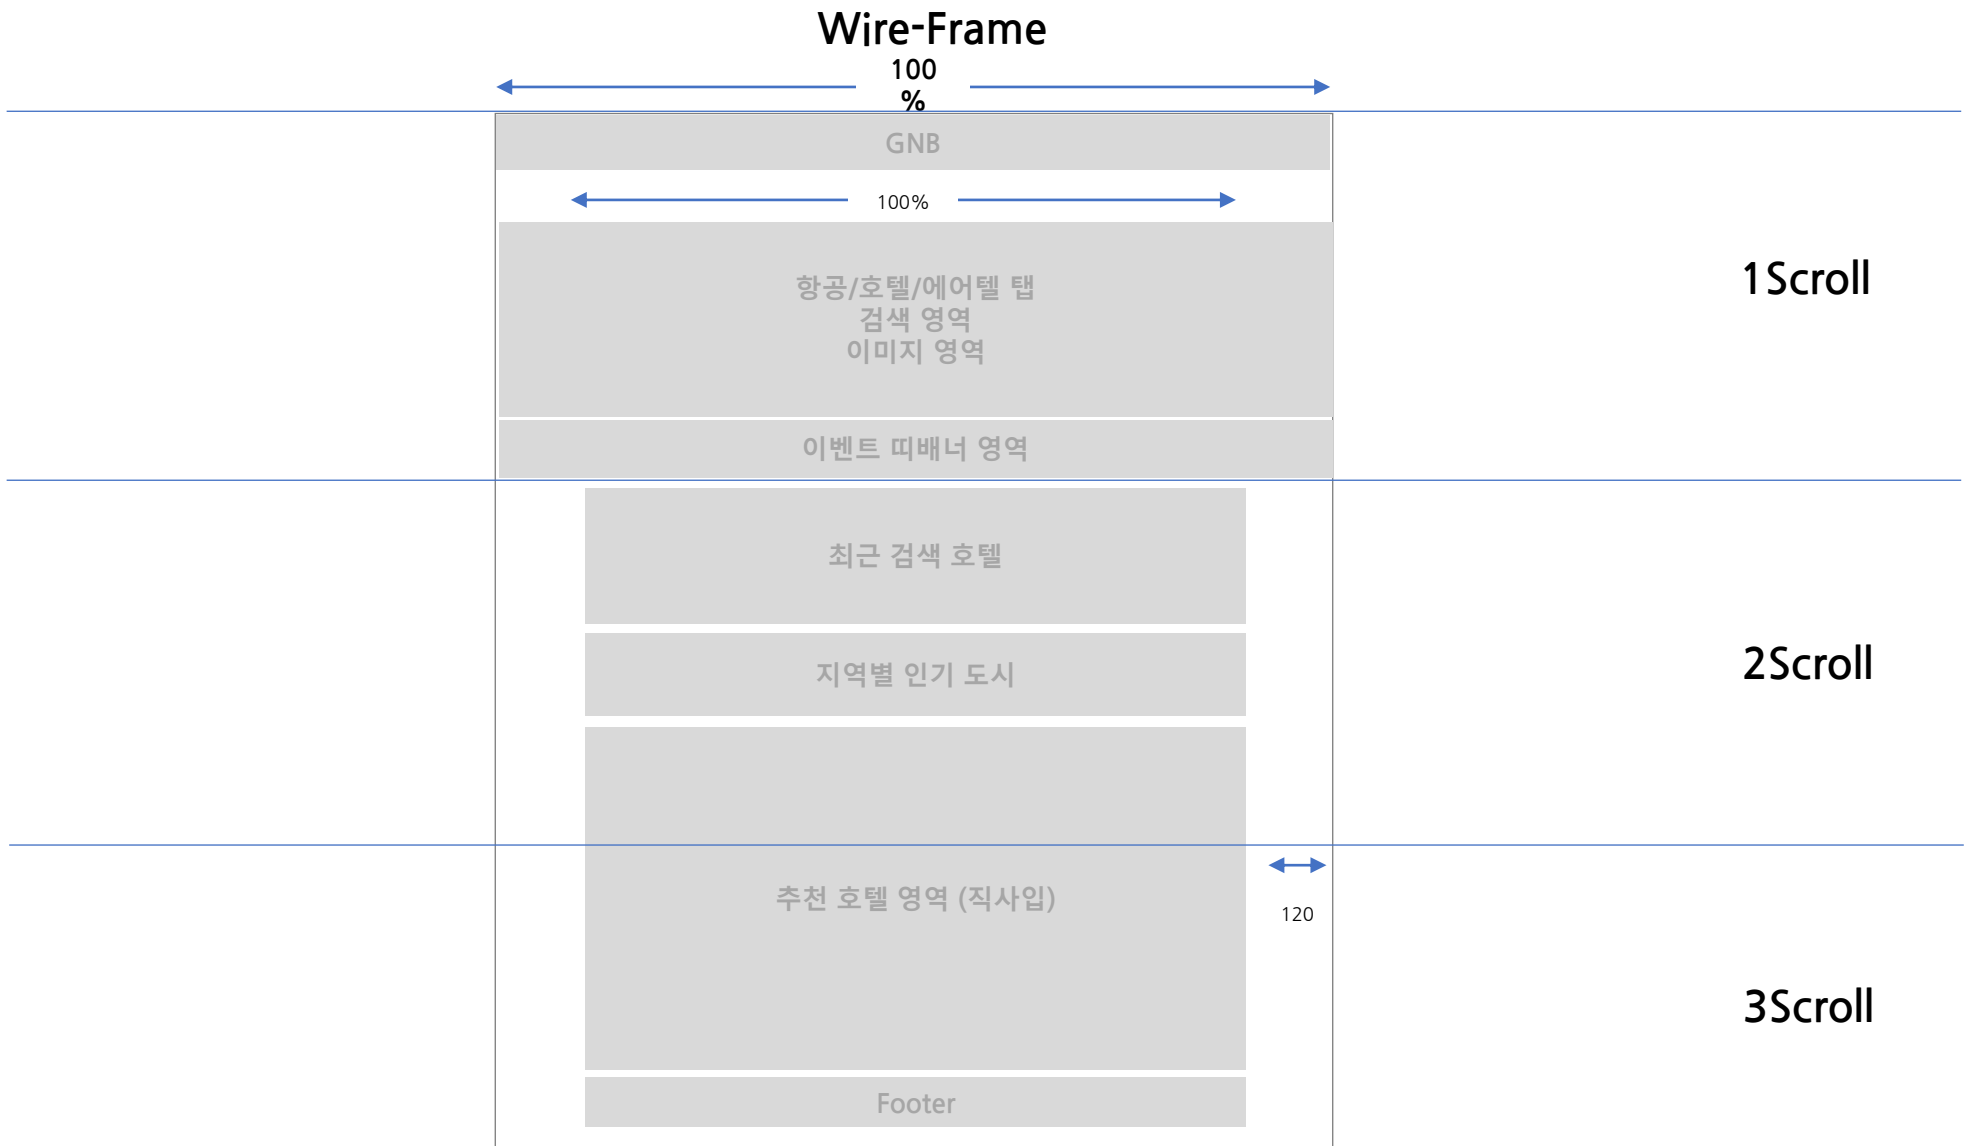 Wire-Frame
100
%
GNB
100%
항공/호텔/에어텔 탭
검색 영역
이미지 영역
1Scroll
이벤트 띠배너 영역
최근 검색 호텔
지역별 인기 도시
2Scroll
추천 호텔 영역 (직사입)
120
3Scroll
Footer